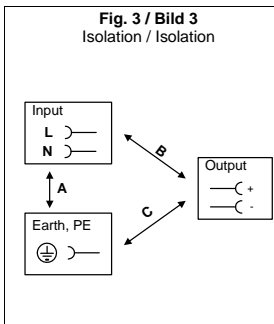 Fig. 3 / Bild 3
Isolation / Isolation
Input
L
N
B
Output
+
-
A
Earth, PE
C